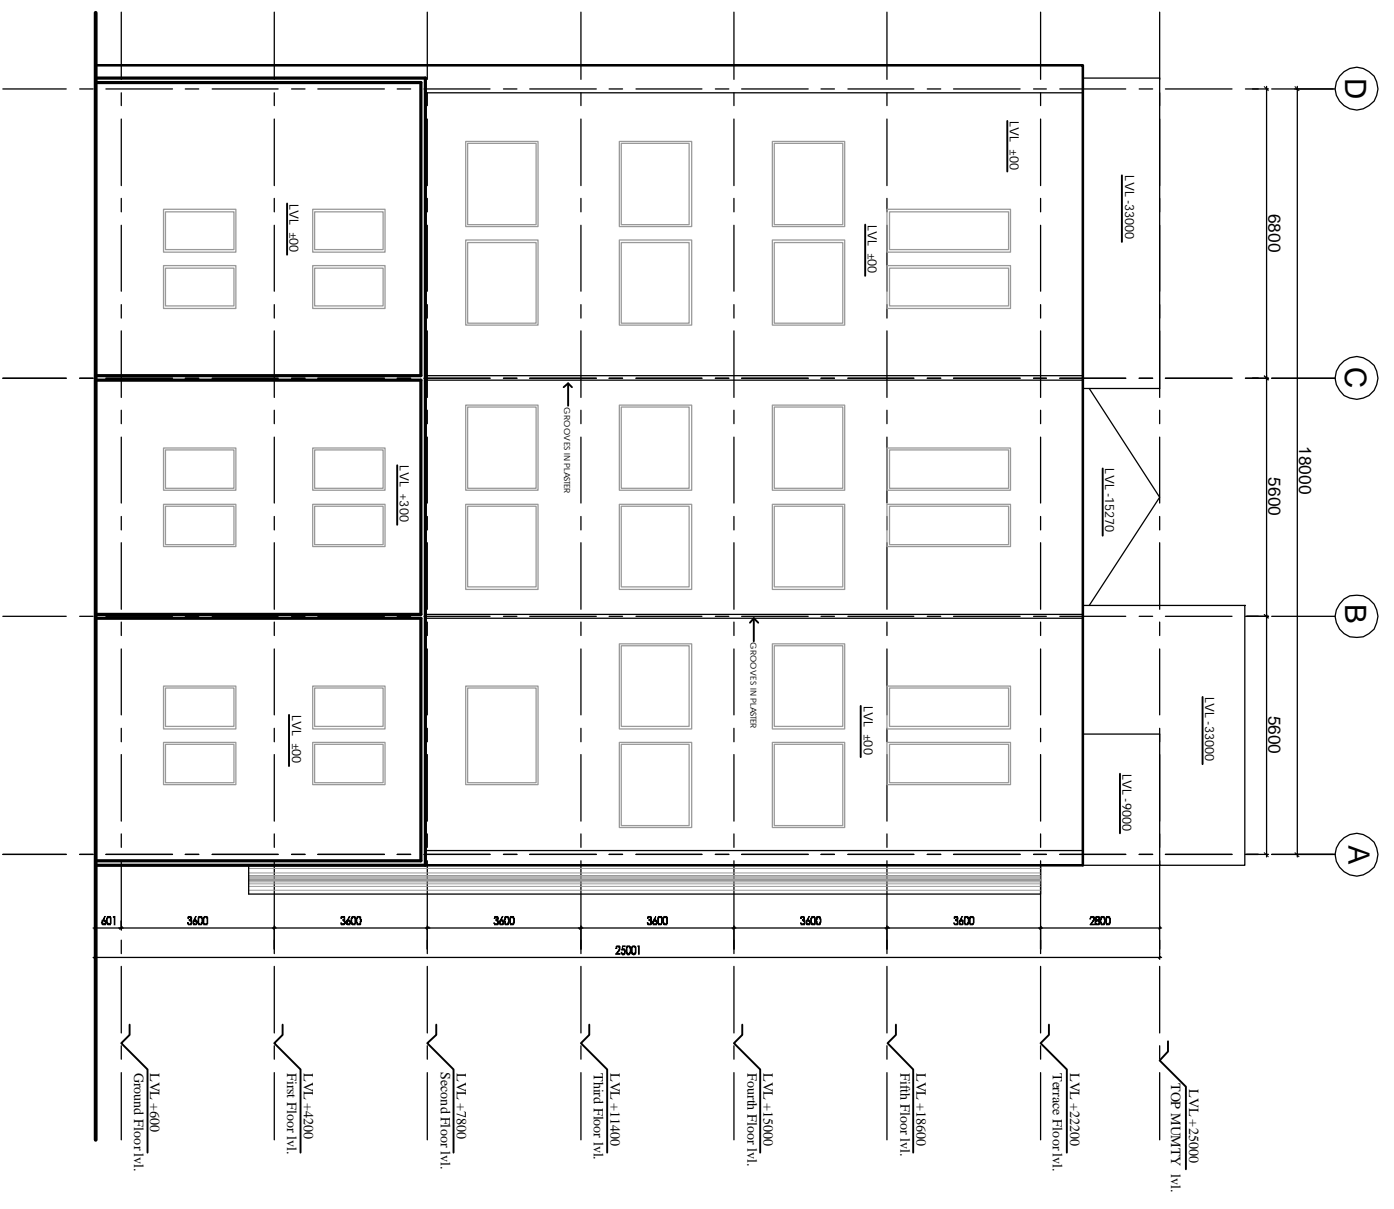 D
C
B
A
6800
5600
5600
18000
LVL -33000
LVL -15270
LVL -33000
LVL -9000
LVL ±00
LVL ±00
LVL ±00
LVL ±00
LVL +300
LVL ±00
GROOVES IN PLASTER
GROOVES IN PLASTER
601
3600
3600
3600
3600
3600
3600
2800
25001
LVL +25000
TOP MUMTY lvl.
LVL +22200
Terrace Floor lvl.
LVL +18600
Fifth Floor lvl.
LVL +15000
Fourth Floor lvl.
LVL +11400
Third Floor lvl.
LVL +7800
Second Floor lvl.
LVL +4200
First Floor lvl.
LVL +600
Ground Floor lvl.